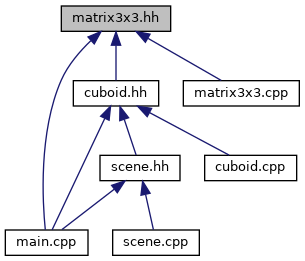 matrix3x3.hh
cuboid.hh
matrix3x3.cpp
scene.hh
cuboid.cpp
main.cpp
scene.cpp